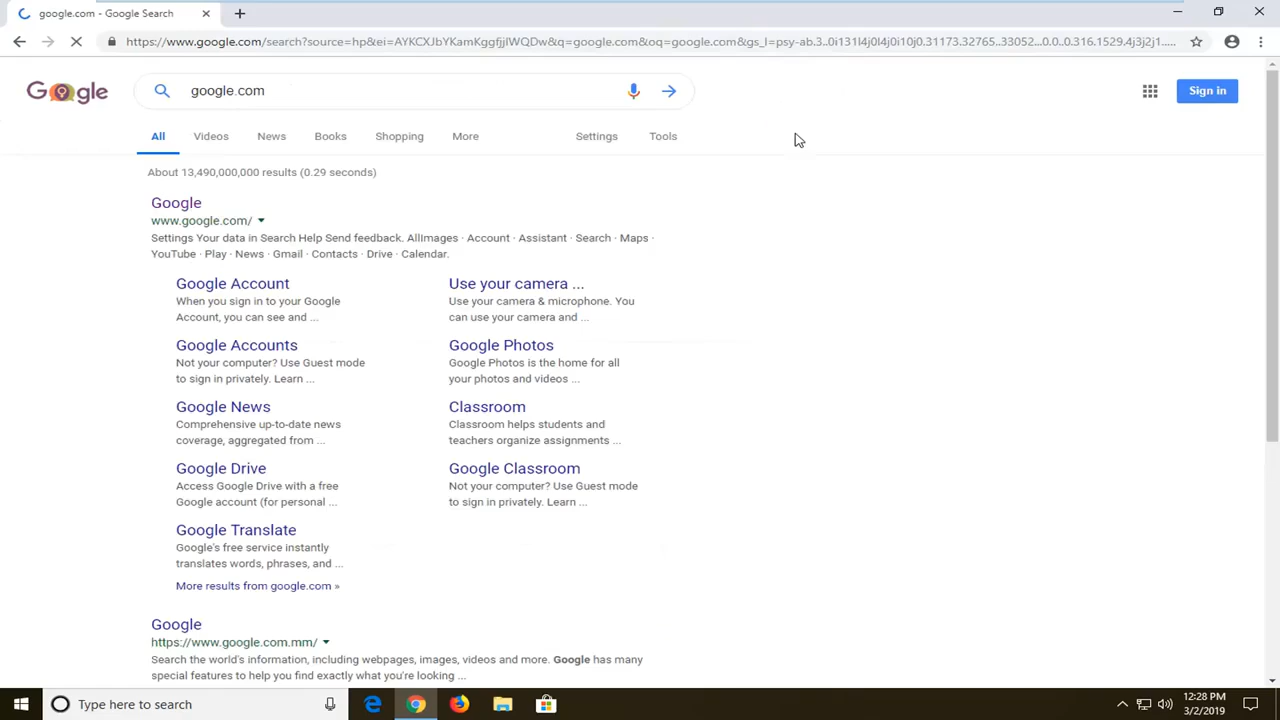 google.com - Google Search
https://www.google.com/search?source=hp&ei=AYKCXJbYKamKggfjjIWQDw&q=google.com&oq=google.com&gs_l=psy-ab.3..0i131l4j0l4j0i10j0.31173.32765..33052...0.0..0.316.1529.4j3j2j1.....
Google
google.com
Sign in
All Videos News Books Shopping More Settings Tools
About 13,490,000,000 results (0.29 seconds)
Google
www.google.com/
Settings Your data in Search Help Send feedback. AllImages · Account · Assistant · Search · Maps ·
YouTube · Play · News · Gmail · Contacts · Drive · Calendar.
Google Account
When you sign in to your Google
Account, you can see and ...
Use your camera ...
Use your camera & microphone. You
can use your camera and ...
Google Accounts
Not your computer? Use Guest mode
to sign in privately. Learn ...
Google Photos
Google Photos is the home for all
your photos and videos ...
Google News
Comprehensive up-to-date news
coverage, aggregated from ...
Classroom
Classroom helps students and
teachers organize assignments ...
Google Drive
Access Google Drive with a free
Google account (for personal ...
Google Classroom
Not your computer? Use Guest mode
to sign in privately. Learn ...
Google Translate
Google's free service instantly
translates words, phrases, and ...
More results from google.com »
Google
https://www.google.com.mm/
Search the world's information, including webpages, images, videos and more. Google has many
special features to help you find exactly what you're looking ...
Type here to search
12:28 PM
3/2/2019